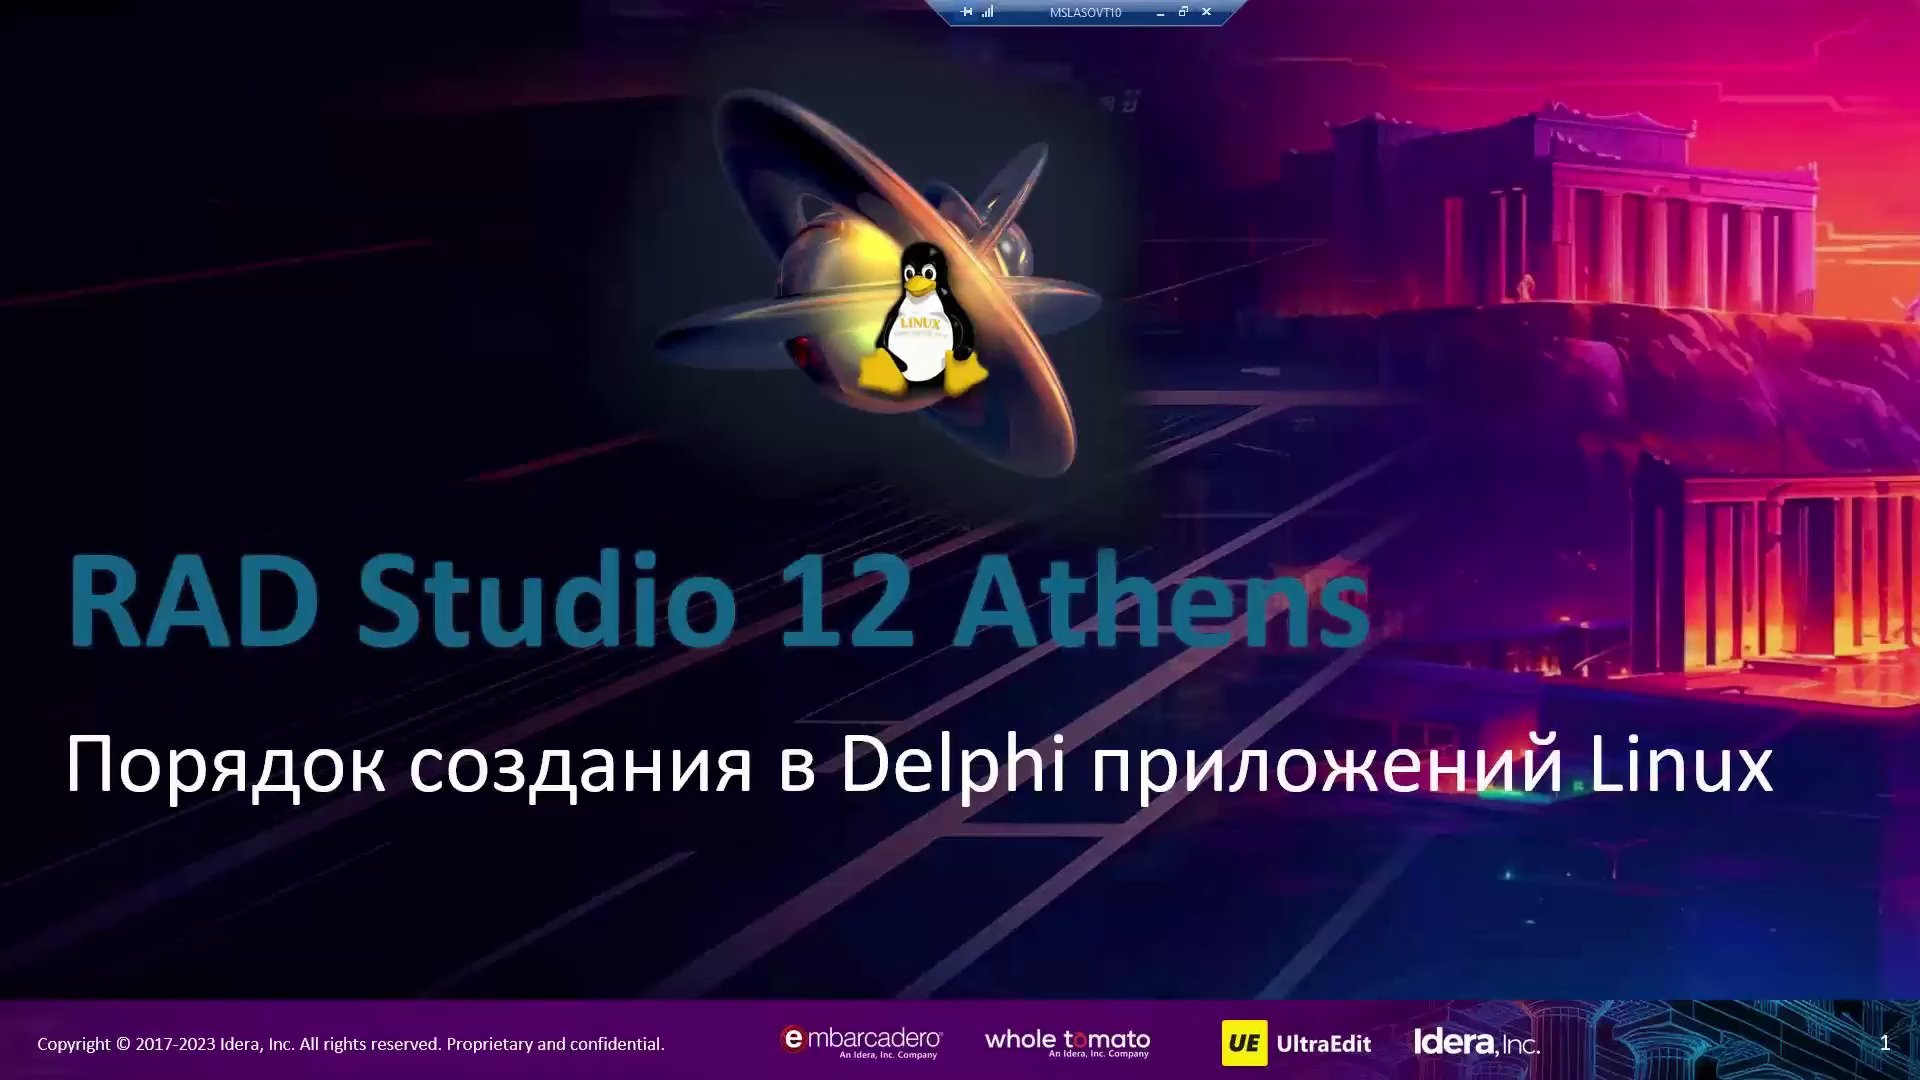 MSLASOVT10
LINUX
RAD Studio 12 Athens
Порядок создания в Delphi приложений Linux
Copyright © 2017-2023 Idera, Inc. All rights reserved. Proprietary and confidential.
embarcadero®
An Idera, Inc. Company
whole tomato
An Idera, Inc. Company
UE UltraEdit
Idera, Inc.
1